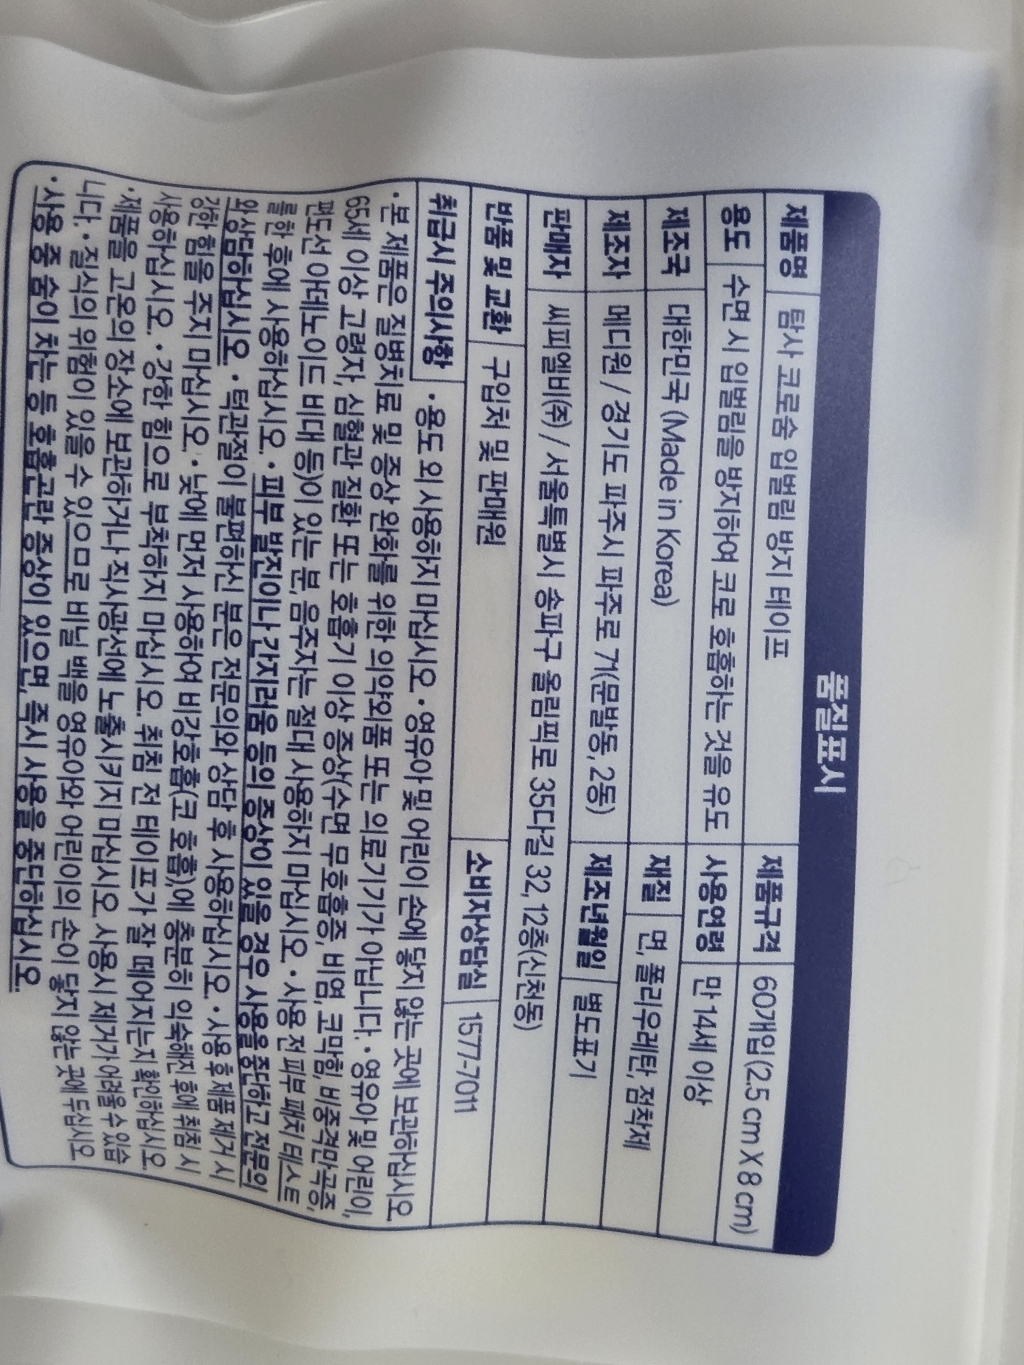 품질표시
제품명 탐사 코로숨 입벌림 방지 테이프 제품규격 60개입(2.5 cm X 8 cm)
용도 수면 시 입벌림을 방지하여 코로 호흡하는 것을 유도 사용연령 만 14세 이상
제조국 대한민국 (Made in Korea) 재질 면, 폴리우레탄, 점착제
제조자 메디원 / 경기도 파주시 파주로 7(문발동, 2동) 제조년월일 별도표기
판매자 씨피엘비(주) / 서울특별시 송파구 올림픽로 35다길 32, 12층(신천동)
반품 및 교환 구입처 및 판매원 소비자상담실 1577-7011
취급시 주의사항 • 용도 외 사용하지 마십시오. • 영유아 및 어린이 손에 닿지 않는 곳에 보관하십시오.
• 본 제품은 질병치료 및 증상 완화를 위한 의약외품 또는 의료기기가 아닙니다. • 영유아 및 어린이,
65세 이상 고령자, 심혈관 질환 또는 호흡기 이상 증상(수면 무호흡증, 비염, 코막힘, 비중격만곡증,
편도선 아데노이드 비대 등)이 있는 분, 음주자는 절대 사용하지 마십시오. • 사용 전 피부 패치 테스트
를 한 후에 사용하십시오. • 피부 발진이나 간지러움 등의 증상이 있을 경우 사용을 중단하고 전문의
와 상담하십시오. • 턱관절이 불편하신 분은 전문의와 상담 후 사용하십시오. • 사용 후 제품 제거 시
강한 힘을 주지 마십시오. • 낮에 먼저 사용하여 비강호흡(코 호흡)에 충분히 익숙해진 후에 취침 시
사용하십시오. • 강한 힘으로 부착하지 마십시오. 취침 전 테이프가 잘 떼어지는지 확인하십시오.
• 제품을 고온의 장소에 보관하거나 직사광선에 노출시키지 마십시오. 사용시 제거가 어려울 수 있습
니다. • 질식의 위험이 있을 수 있으므로 비닐 백을 영유아와 어린이의 손이 닿지 않는 곳에 두십시오.
• 사용 중 숨이 차는 등 호흡곤란 증상이 있으면, 즉시 사용을 중단하십시오.